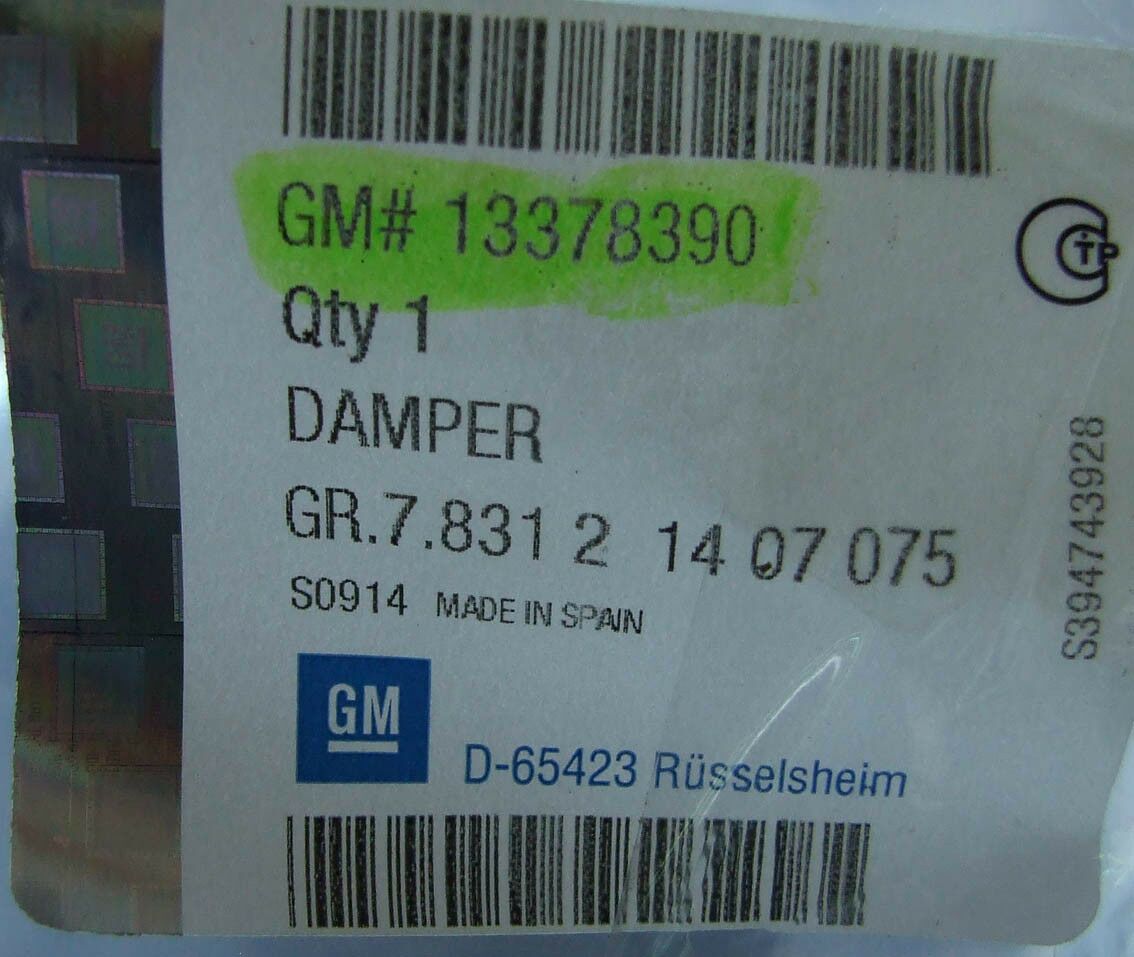 GM# 13378390
Qty 1
DAMPER
GR.7.831 2 14 07 075
S0914 MADE IN SPAIN
GM
D-65423 Rüsselsheim
S394743928